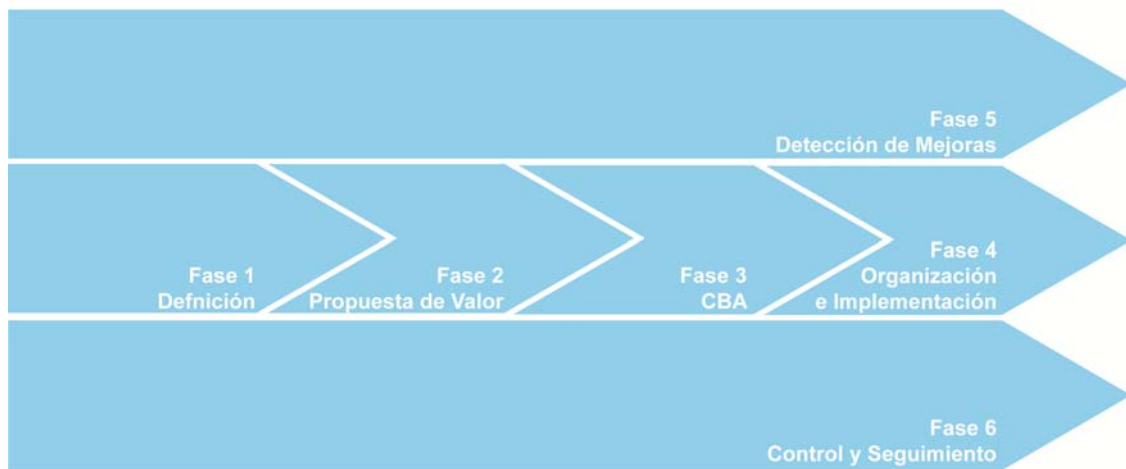 Fase 5
Detección de Mejoras
Fase 1
Defnición
Fase 2
Propuesta de Valor
Fase 3
CBA
Fase 4
Organización
e Implementación
Fase 6
Control y Seguimiento